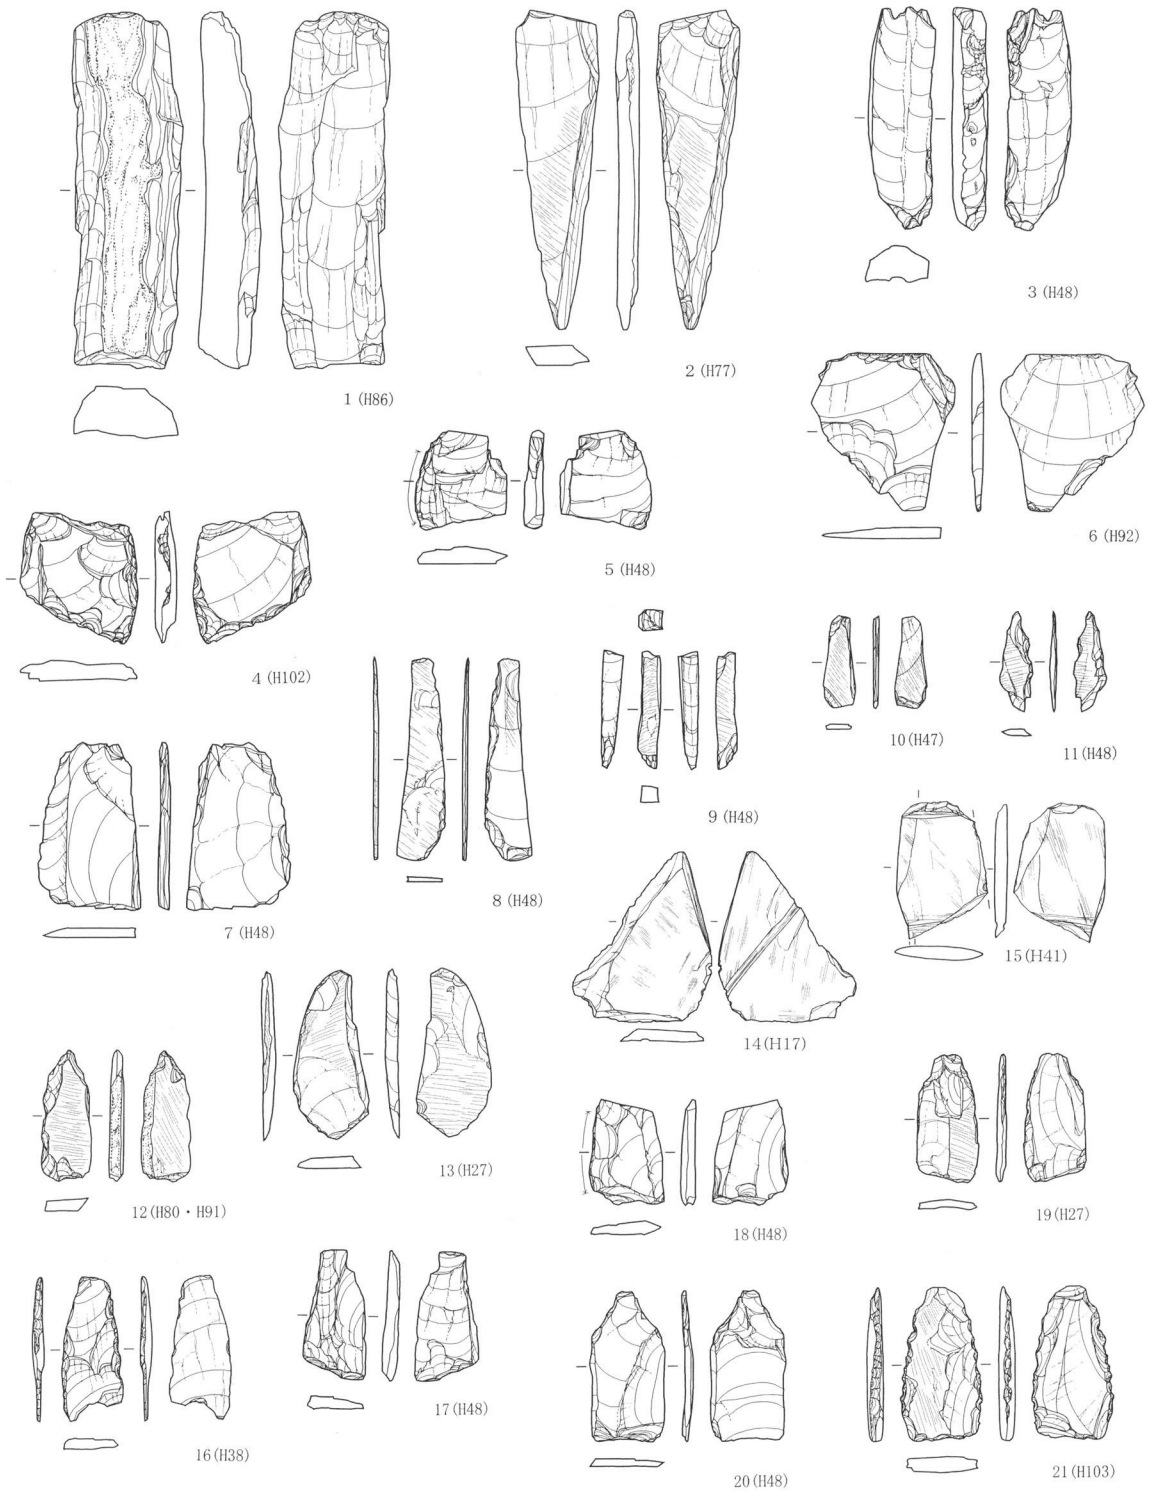 1 (H86)
2 (H77)
3 (H48)
4 (H102)
5 (H48)
6 (H92)
7 (H48)
8 (H48)
9 (H48)
10(H47)
11(H48)
12(H80・H91)
13(H27)
14(H17)
15(H41)
16(H38)
17(H48)
18(H48)
19(H27)
20(H48)
21(H103)